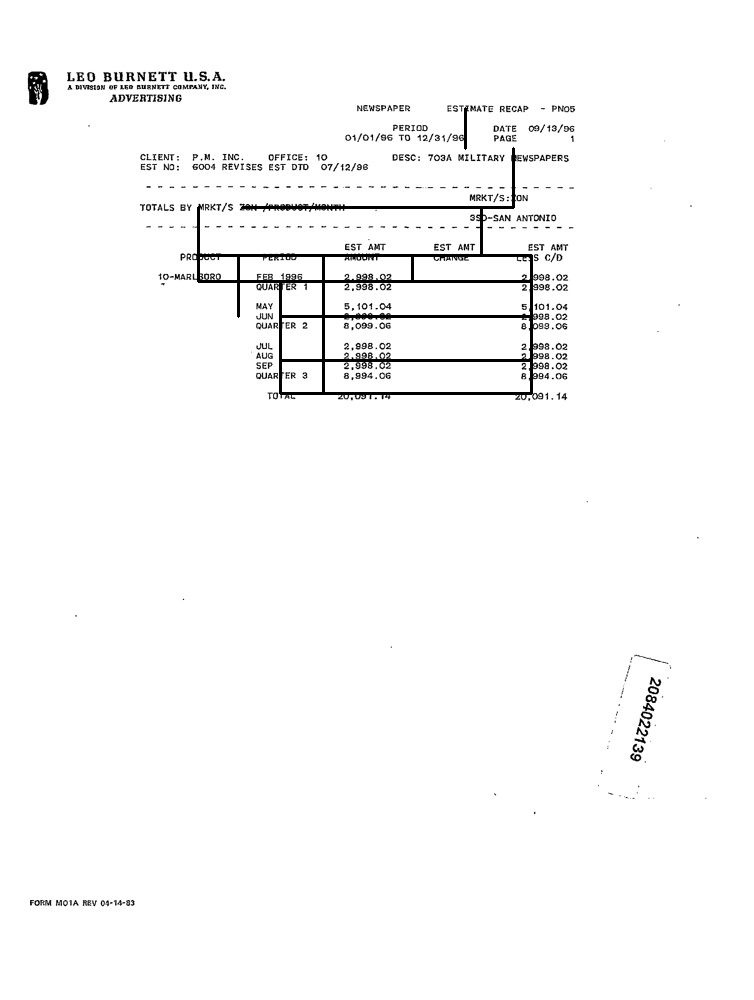 LEO BURNETT U.S.A.
A DIVISION OF LEO BURNETT COMPANY, INC.
ADVERTISING
NEWSPAPER ESTIMATE RECAP - PN05
PERIOD DATE 09/13/96
01/01/96 TO 12/31/96 PAGE 1
CLIENT: P.M. INC. OFFICE: 10 DESC: 703A MILITARY NEWSPAPERS
EST NO: 6004 REVISES EST DTD 07/12/96
MRKT/S: ZON
TOTALS BY MRKT/S ZON /PRODUCT/MONTH
3SD-SAN ANTONIO
EST AMT EST AMT EST AMT
PRODUCT PERIOD AMOUNT CHANGE LESS C/D
10-MARLBORO FEB 1996 2,998.02 2,998.02
QUARTER 1 2,998.02 2,998.02
MAY 5,101.04 5,101.04
JUN 2,998.02
QUARTER 2 8,099.06 8,099.06
JUL 2,998.02 2,998.02
AUG 2,998.02 2,998.02
SEP 2,998.02 2,998.02
QUARTER 3 8,994.06 8,994.06
TOTAL 20,091.14 20,091.14
2084022139
FORM MO1A REV 04-14-83